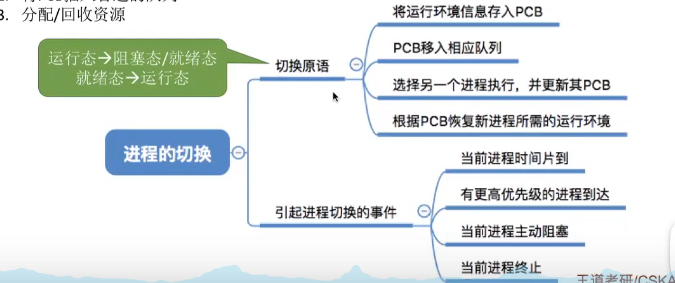 3. 分配/回收资源
运行态→阻塞态/就绪态
就绪态→运行态
切换原语
将运行环境信息存入PCB
PCB移入相应队列
选择另一个进程执行，并更新其PCB
根据PCB恢复新进程所需的运行环境
进程的切换
引起进程切换的事件
当前进程时间片到
有更高优先级的进程到达
当前进程主动阻塞
当前进程终止
王道考研/CSKA